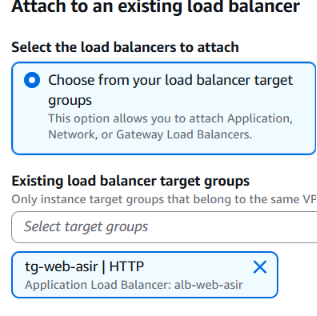 Attach to an existing load balancer
Select the load balancers to attach
Choose from your load balancer target
groups
This option allows you to attach Application,
Network, or Gateway Load Balancers.
Existing load balancer target groups
Only instance target groups that belong to the same VP
Select target groups
tg-web-asir | HTTP
Application Load Balancer: alb-web-asir